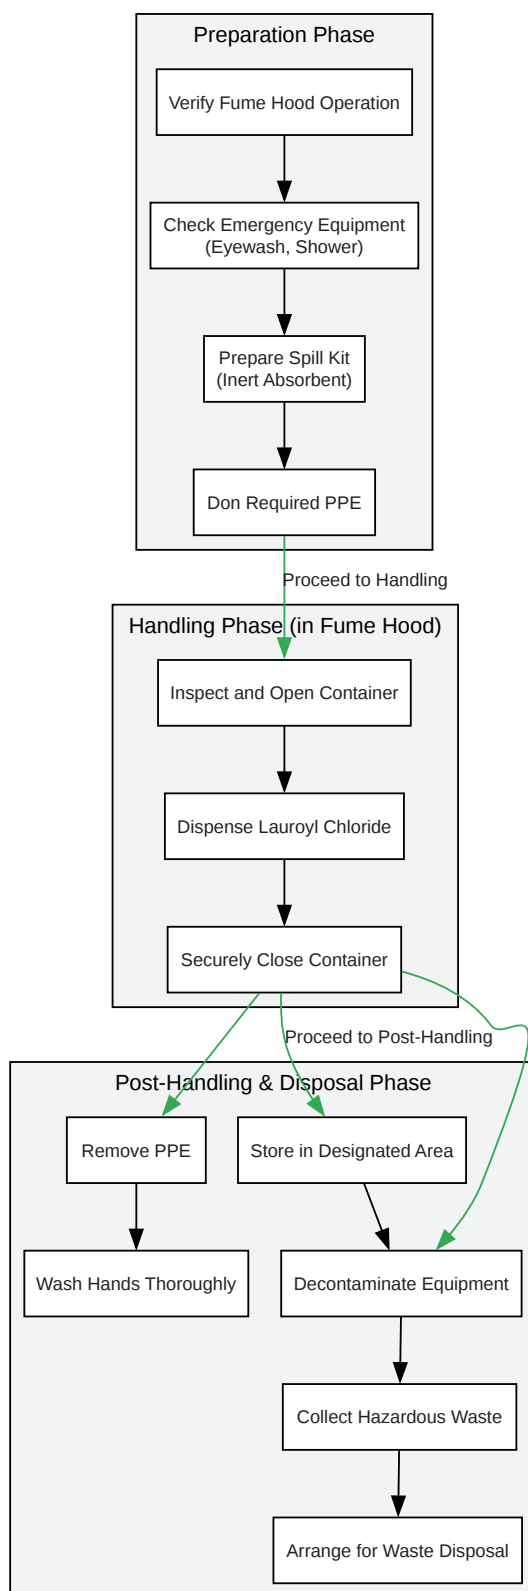 Preparation Phase
Verify Fume Hood Operation
Check Emergency Equipment
(Eyewash, Shower)
Prepare Spill Kit
(Inert Absorbent)
Don Required PPE
Proceed to Handling
Handling Phase (in Fume Hood)
Inspect and Open Container
Dispense Lauroyl Chloride
Securely Close Container
Proceed to Post-Handling
Post-Handling & Disposal Phase
Remove PPE
Store in Designated Area
Wash Hands Thoroughly
Decontaminate Equipment
Collect Hazardous Waste
Arrange for Waste Disposal